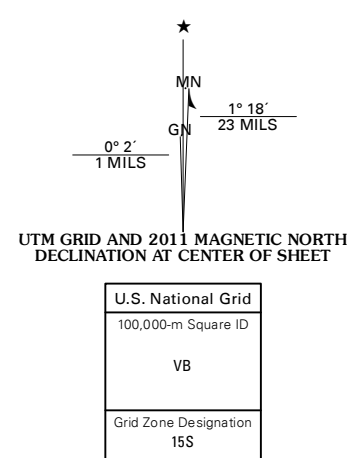 ★
MN
1° 18´
23 MILS
GN
0° 2´
1 MILS
UTM GRID AND 2011 MAGNETIC NORTH
DECLINATION AT CENTER OF SHEET
U.S. National Grid
100,000-m Square ID
VB
Grid Zone Designation
15S